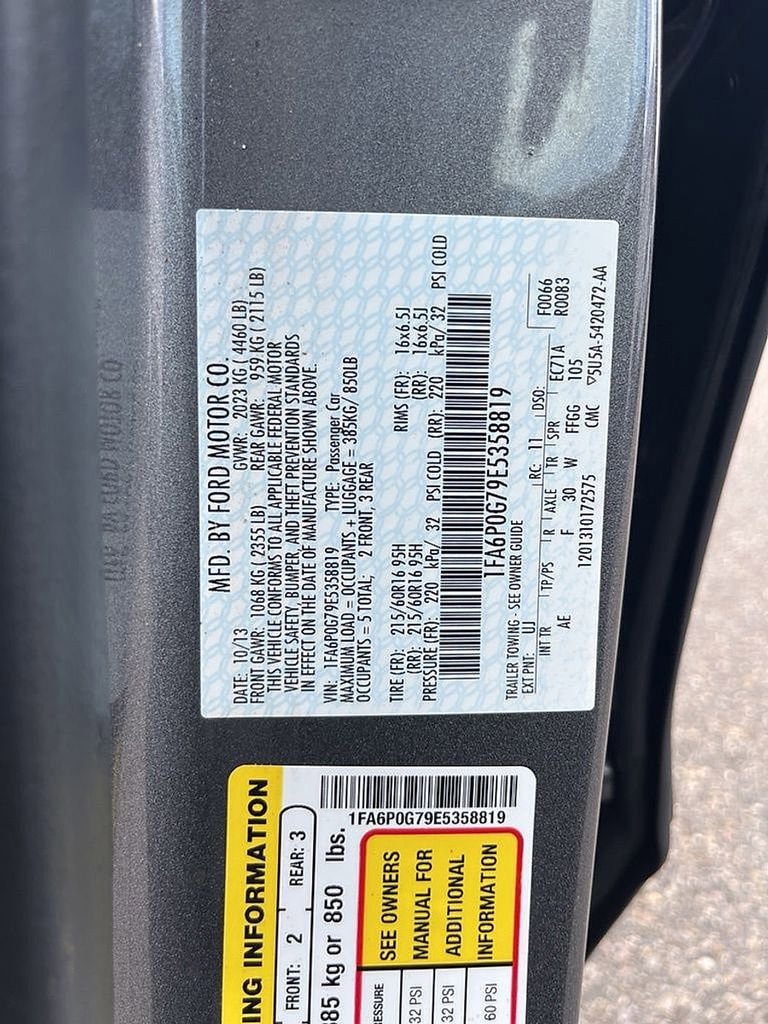 MFD. BY FORD MOTOR CO.
DATE: 10/13 GVWR: 2023 KG ( 4460 LB)
FRONT GAWR: 1068 KG ( 2355 LB) REAR GAWR: 959 KG ( 2115 LB)
THIS VEHICLE CONFORMS TO ALL APPLICABLE FEDERAL MOTOR
VEHICLE SAFETY, BUMPER, AND THEFT PREVENTION STANDARDS
IN EFFECT ON THE DATE OF MANUFACTURE SHOWN ABOVE.
VIN: 1FA6P0G79E5358819 TYPE: Passenger Car
MAXIMUM LOAD = OCCUPANTS + LUGGAGE = 385KG/ 850LB
OCCUPANTS = 5 TOTAL; 2 FRONT, 3 REAR
TIRE (FR): 215/60R16 95H RIMS (FR): 16x6.5J
(RR): 215/60R16 95H (RR): 16x6.5J
PRESSURE (FR): 220 kPa/ 32 PSI COLD (RR): 220 kPa/ 32 PSI COLD
1FA6P0G79E5358819
TRAILER TOWING - SEE OWNER GUIDE
EXT PNT: UJ RC: 11 DSO: F0066
R0083
INT TR TP/PS R AXLE TR SPR EC71A
AE F 30 W FFGG 105
1201310172575 CMC ▽5U5A-5420472-AA
ING INFORMATION
FRONT: 2 REAR: 3
385 kg or 850 lbs.
1FA6P0G79E5358819
SEE OWNERS
MANUAL FOR
ADDITIONAL
INFORMATION
32 PSI
32 PSI
60 PSI